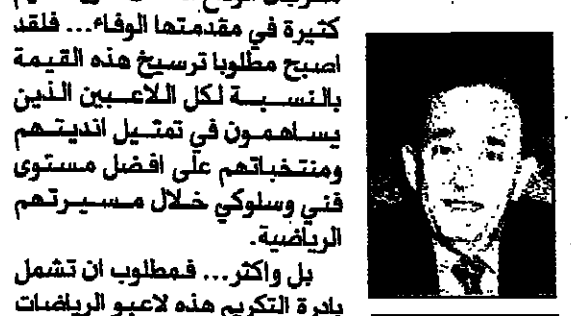 كثيرة في مقدمتها الوفاء... فلقد
اصبح مطلوبا ترسيخ هذه القيمة
بالنسبة لكل اللاعبين الذين
يساهمون في تمثيل انديتهم
ومنتخباتهم على افضل مستوى
فني وسلوكي خلال مسيرتهم
الرياضية.
بل واكثر... فمطلوب ان تشمل
بادرة التكريم هذه لاعبو الرياضات